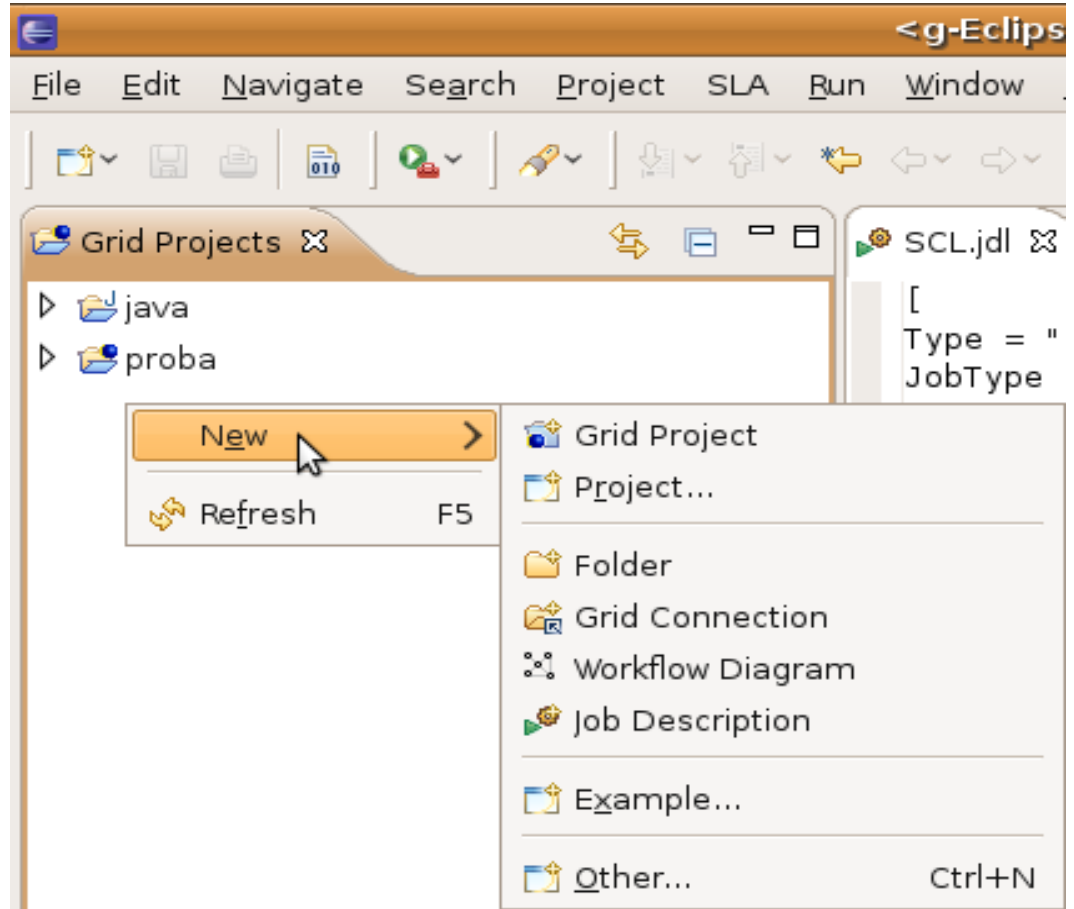 <g-Eclips
File Edit Navigate Search Project SLA Run Window
010
Grid Projects
SCL.jdl
java
proba
[
Type = "
JobType
New
Refresh F5
Grid Project
Project...
Folder
Grid Connection
Workflow Diagram
Job Description
Example...
Other... Ctrl+N